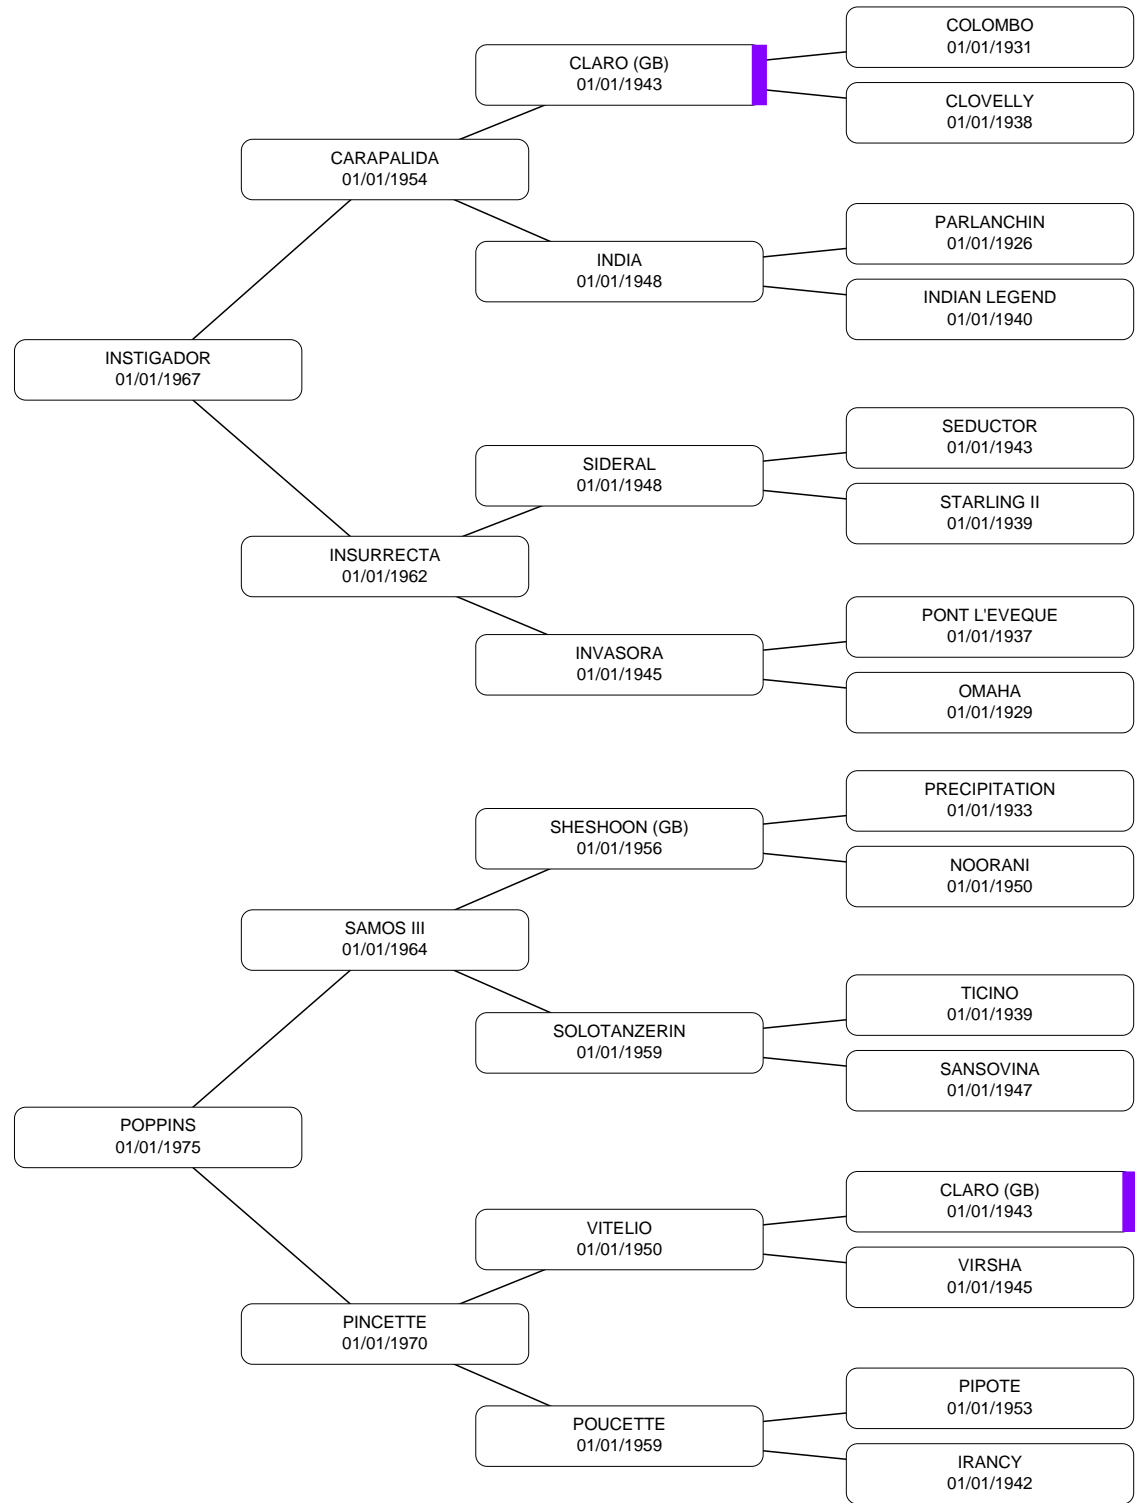 COLOMBO
01/01/1931
CLARO (GB)
01/01/1943
CLOVELLY
01/01/1938
CARAPALIDA
01/01/1954
PARLANCHIN
01/01/1926
INDIA
01/01/1948
INDIAN LEGEND
01/01/1940
INSTIGADOR
01/01/1967
SEDUCTOR
01/01/1943
SIDERAL
01/01/1948
STARLING II
01/01/1939
INSURRECTA
01/01/1962
PONT L'EVEQUE
01/01/1937
INVASORA
01/01/1945
OMAHA
01/01/1929
PRECIPITATION
01/01/1933
SHESHOON (GB)
01/01/1956
NOORANI
01/01/1950
SAMOS III
01/01/1964
TICINO
01/01/1939
SOLOTANZERIN
01/01/1959
SANSOVINA
01/01/1947
POPPINS
01/01/1975
CLARO (GB)
01/01/1943
VITELIO
01/01/1950
VIRSHA
01/01/1945
PINCETTE
01/01/1970
PIPOTE
01/01/1953
POUCETTE
01/01/1959
IRANCY
01/01/1942